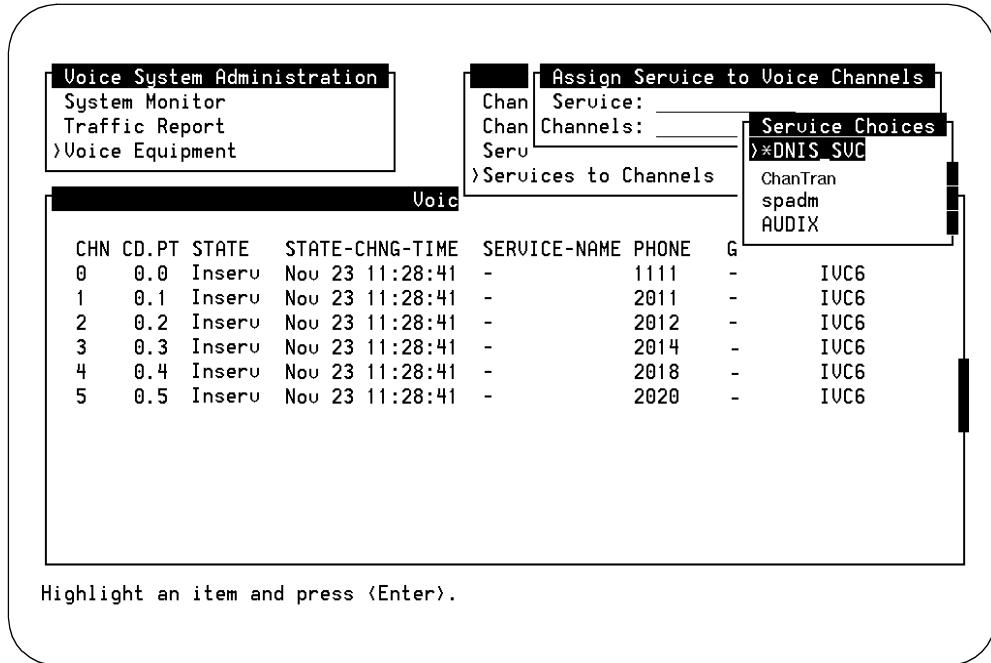 Voice System Administration
System Monitor
Traffic Report
>Voice Equipment
Chan
Chan
Serv
>Services to Channels
Assign Service to Voice Channels
Service:
Channels:
Service Choices
>*DNIS_SVC
ChanTran
spadm
AUDIX
Voic
CHN CD.PT STATE STATE-CHNG-TIME SERVICE-NAME PHONE G
0 0.0 Inserv Nov 23 11:28:41 - 1111 - IVC6
1 0.1 Inserv Nov 23 11:28:41 - 2011 - IVC6
2 0.2 Inserv Nov 23 11:28:41 - 2012 - IVC6
3 0.3 Inserv Nov 23 11:28:41 - 2014 - IVC6
4 0.4 Inserv Nov 23 11:28:41 - 2018 - IVC6
5 0.5 Inserv Nov 23 11:28:41 - 2020 - IVC6
Highlight an item and press <Enter>.